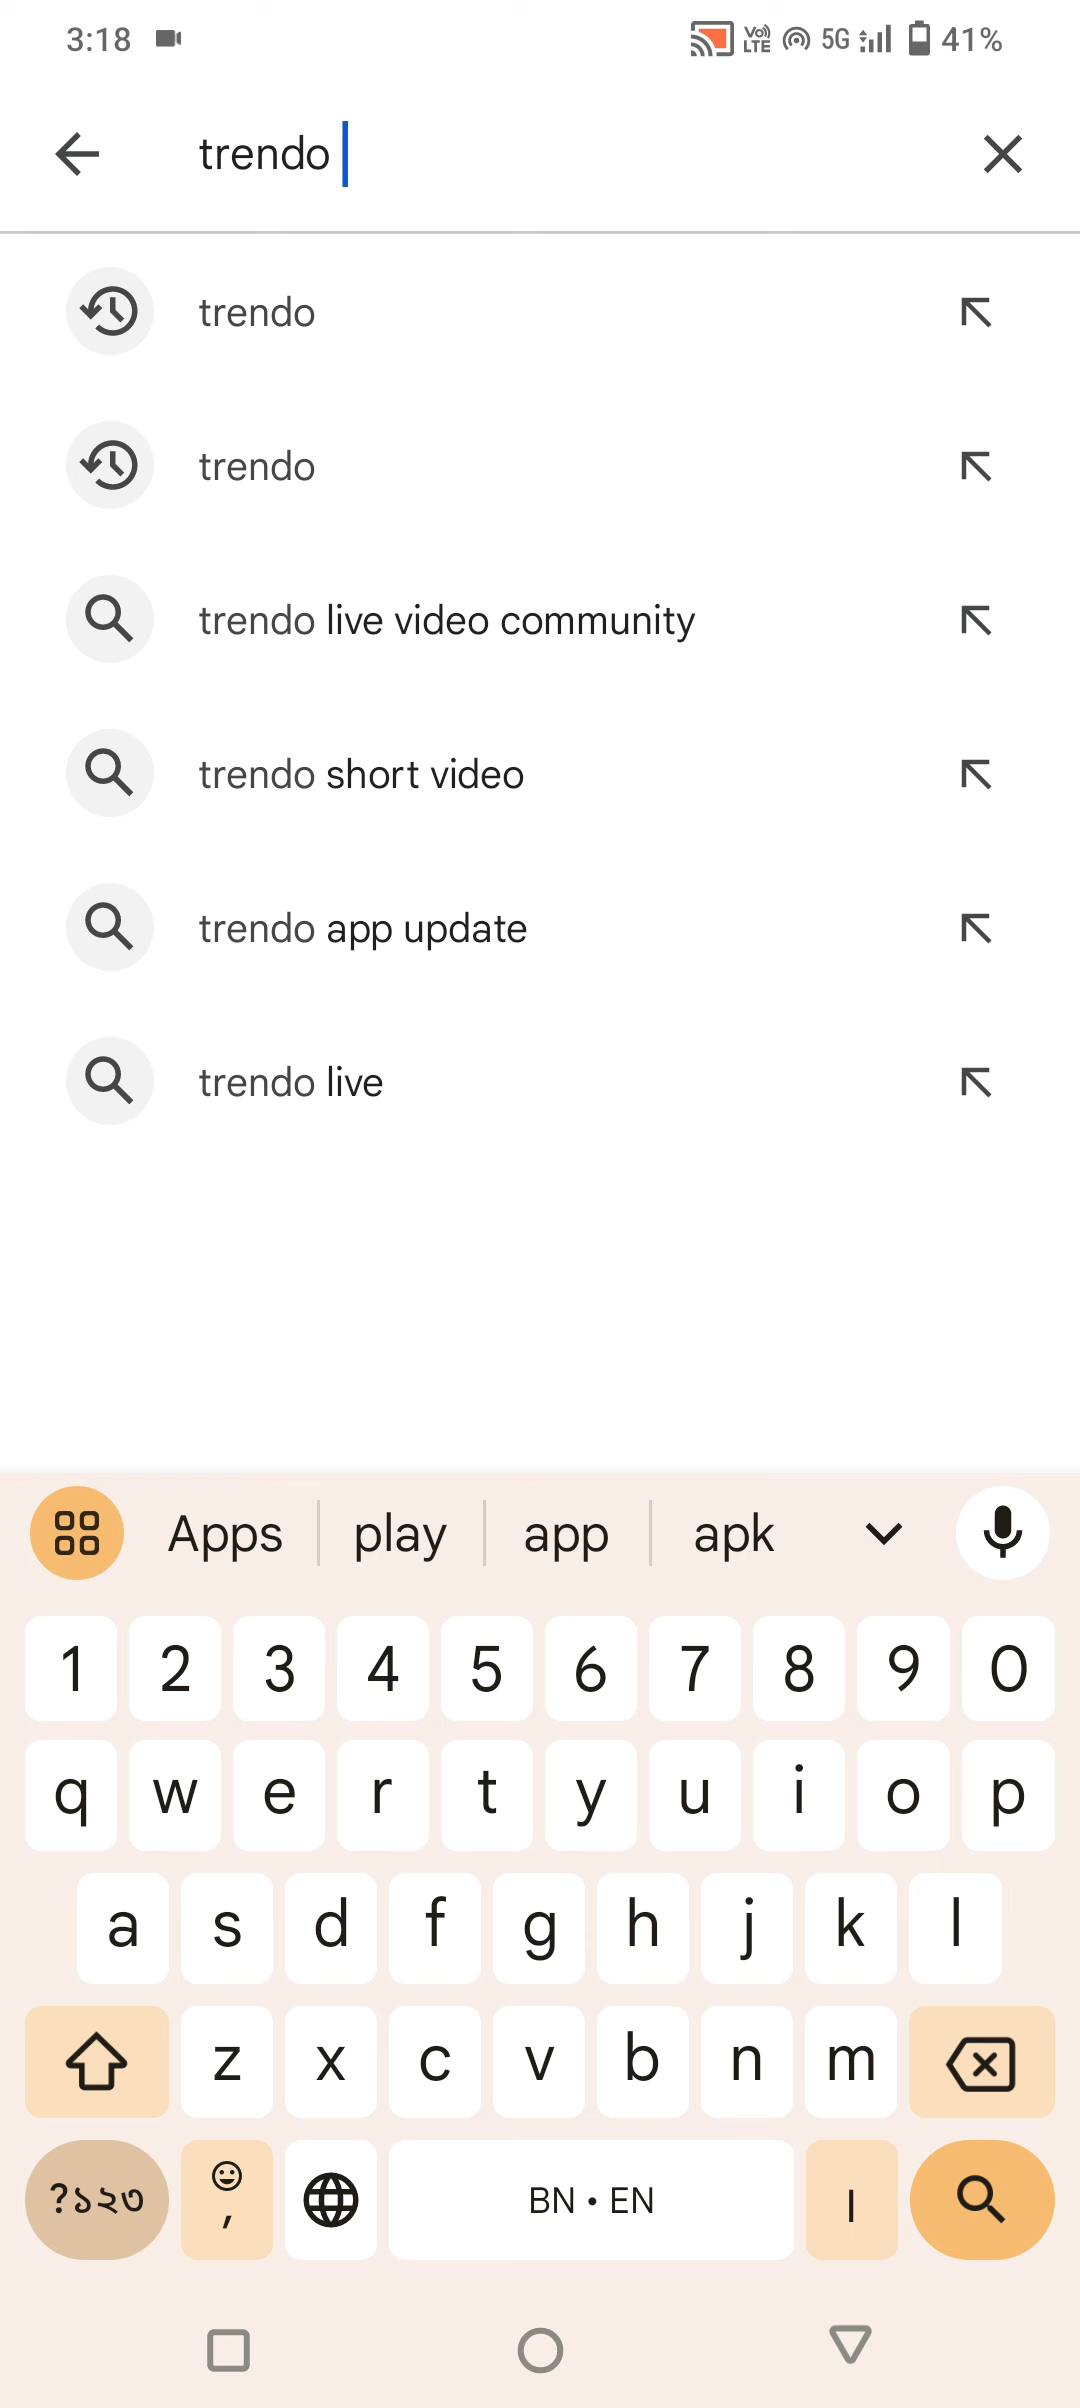 3:18 VoLTE 5G 41%
trendo
trendo
trendo
trendo live video community
trendo short video
trendo app update
trendo live
Apps play app apk
1 2 3 4 5 6 7 8 9 0
q w e r t y u i o p
a s d f g h j k l
z x c v b n m
?১২৩ , BN • EN ।